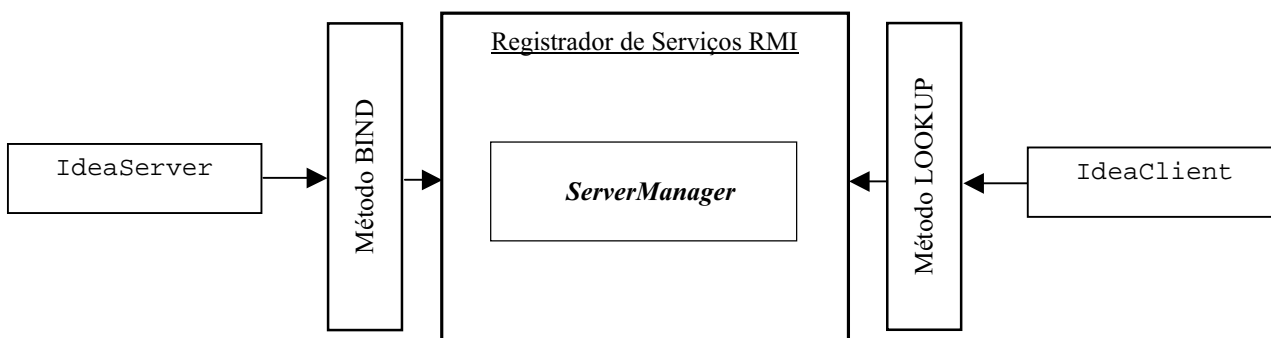 IdeaServer
Método BIND
Registrador de Serviços RMI
ServerManager
Método LOOKUP
IdeaClient